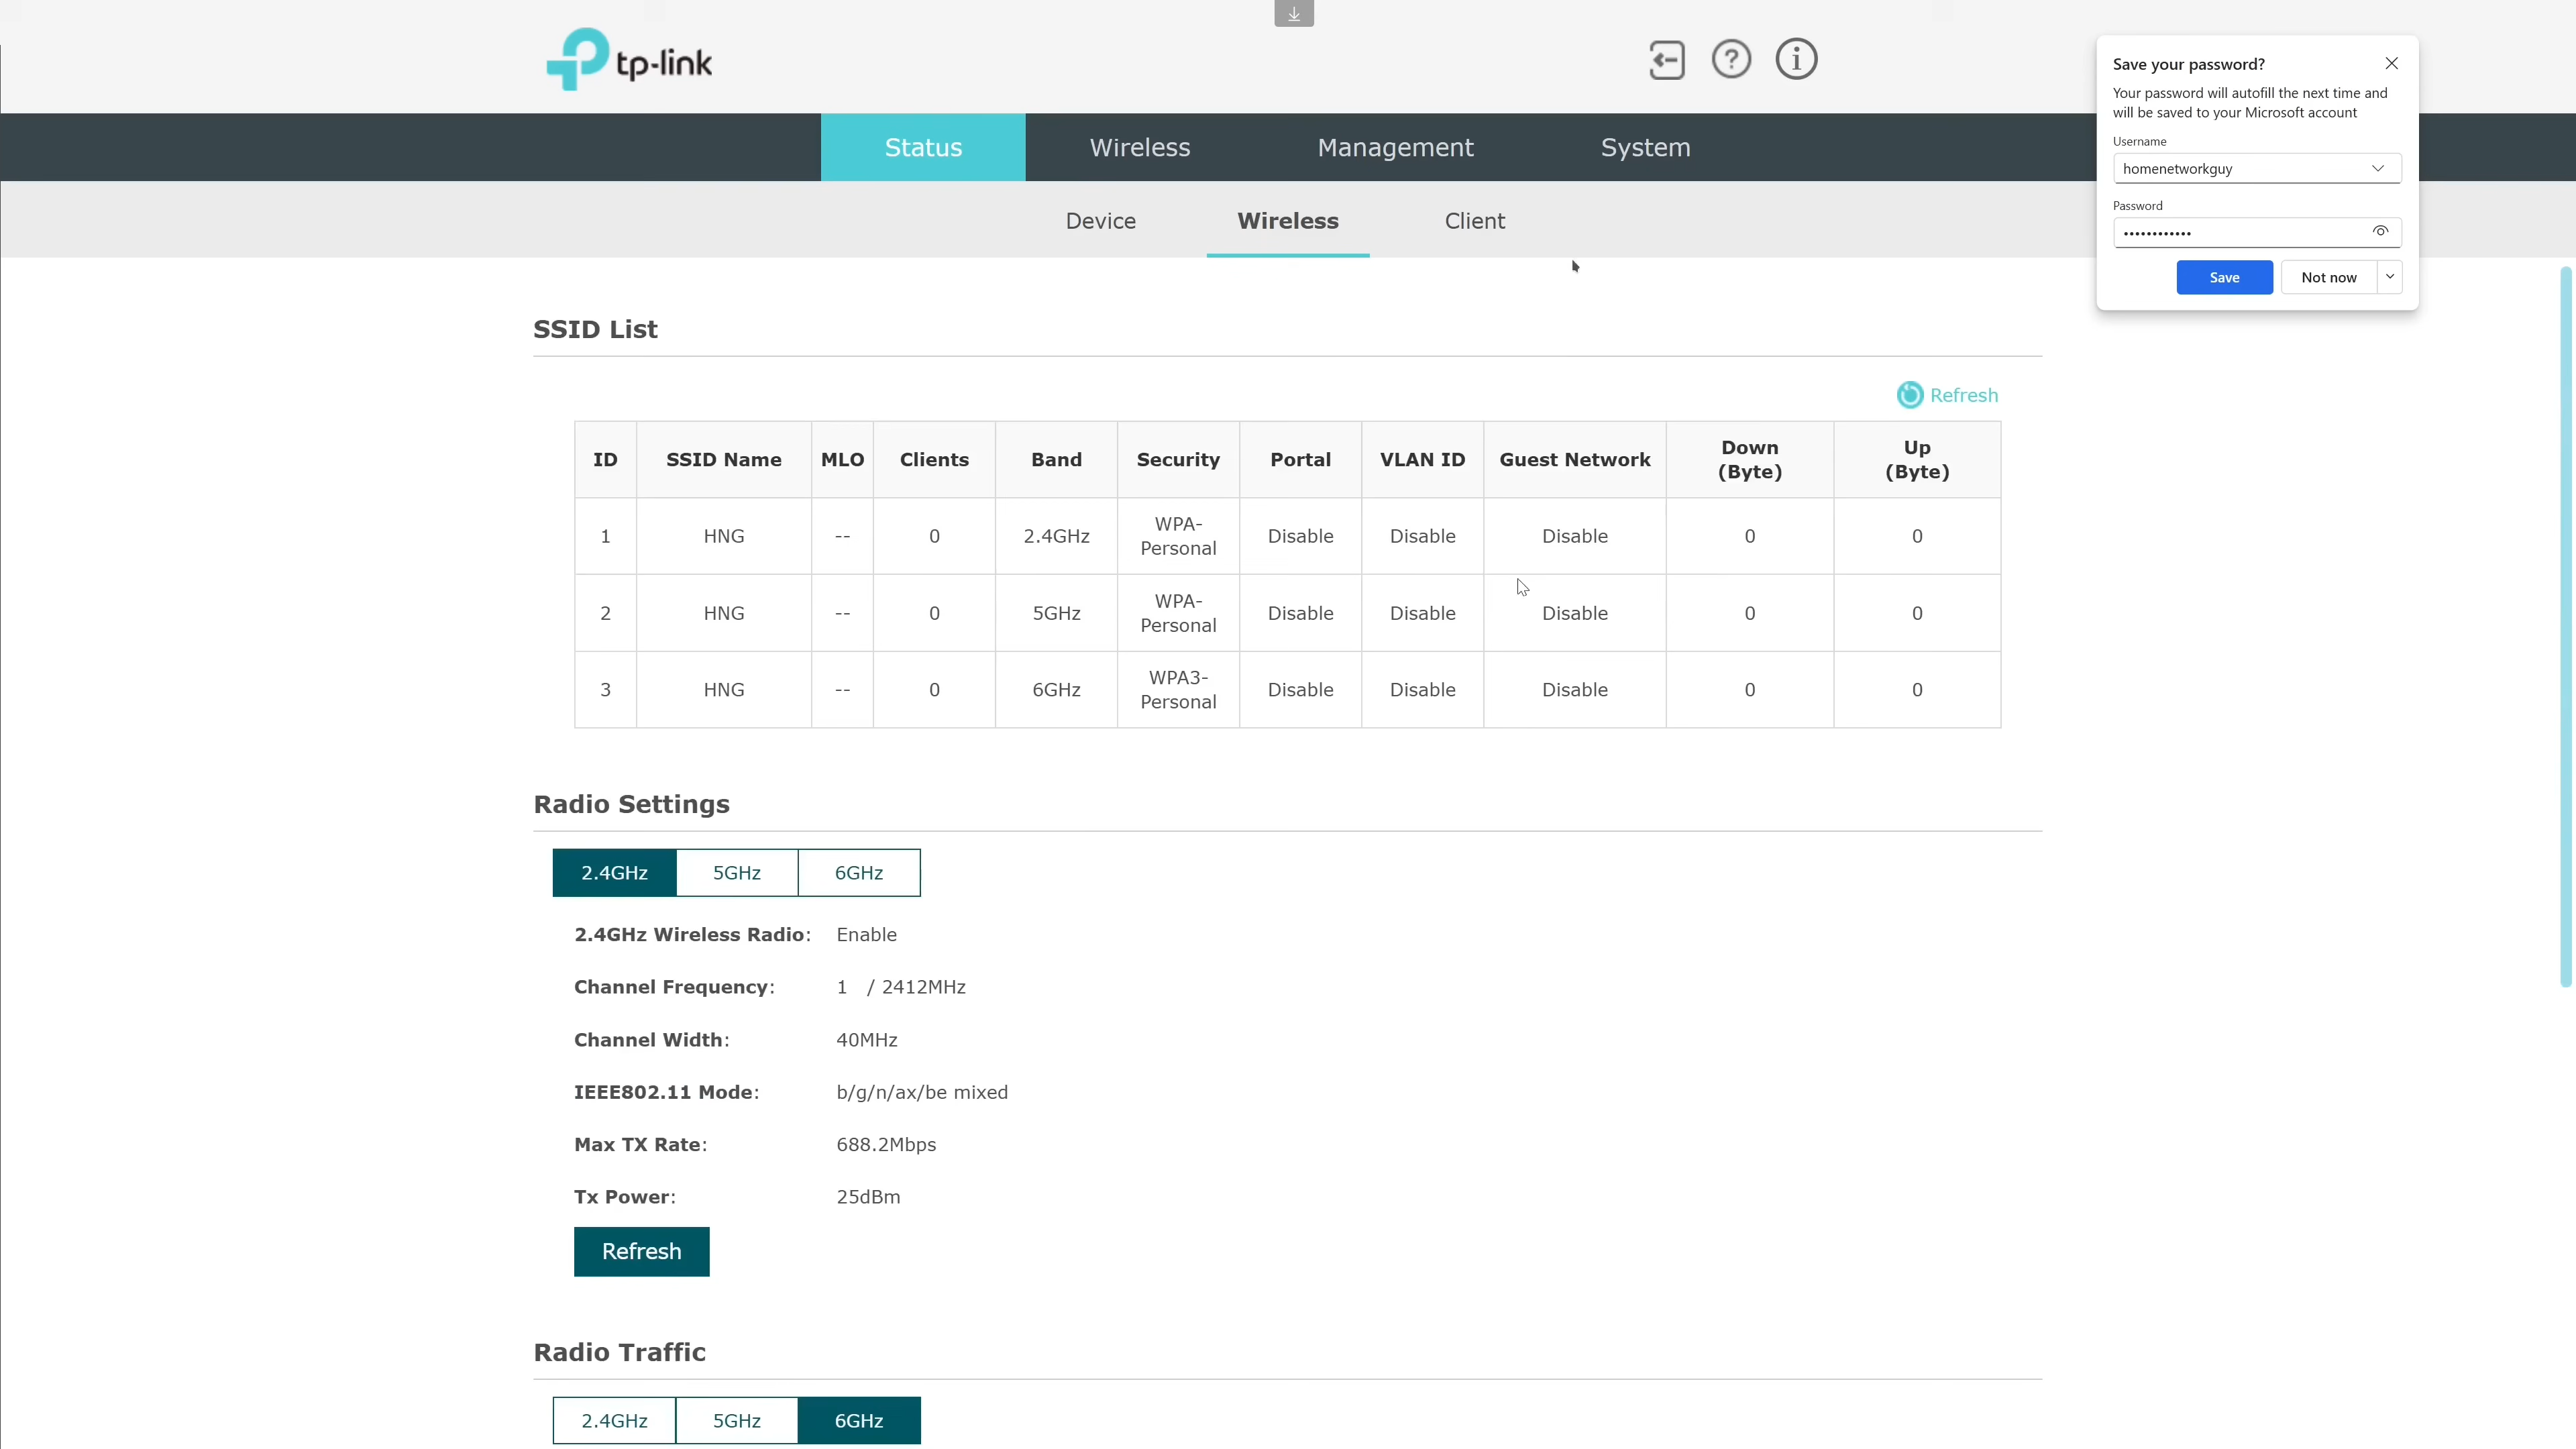 tp-link
Save your password?
Your password will autofill the next time and
will be saved to your Microsoft account
Username
homenetworkguy
Password
••••••••••••
Save
Not now
Status
Wireless
Management
System
Device
Wireless
Client
SSID List
Refresh
ID SSID Name MLO Clients Band Security Portal VLAN ID Guest Network Down (Byte) Up (Byte)
1 HNG -- 0 2.4GHz WPA-Personal Disable Disable Disable 0 0
2 HNG -- 0 5GHz WPA-Personal Disable Disable Disable 0 0
3 HNG -- 0 6GHz WPA3-Personal Disable Disable Disable 0 0
Radio Settings
2.4GHz 5GHz 6GHz
2.4GHz Wireless Radio: Enable
Channel Frequency: 1 / 2412MHz
Channel Width: 40MHz
IEEE802.11 Mode: b/g/n/ax/be mixed
Max TX Rate: 688.2Mbps
Tx Power: 25dBm
Refresh
Radio Traffic
2.4GHz 5GHz 6GHz